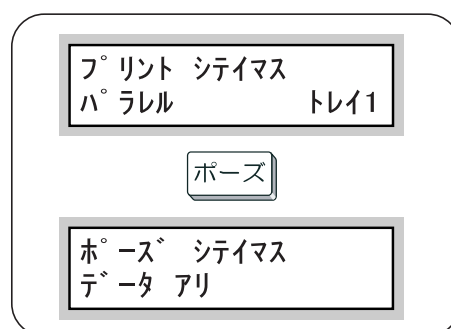 プリント シテイマス
パラレル トレイ1
ポーズ
ポーズ シテイマス
データ アリ